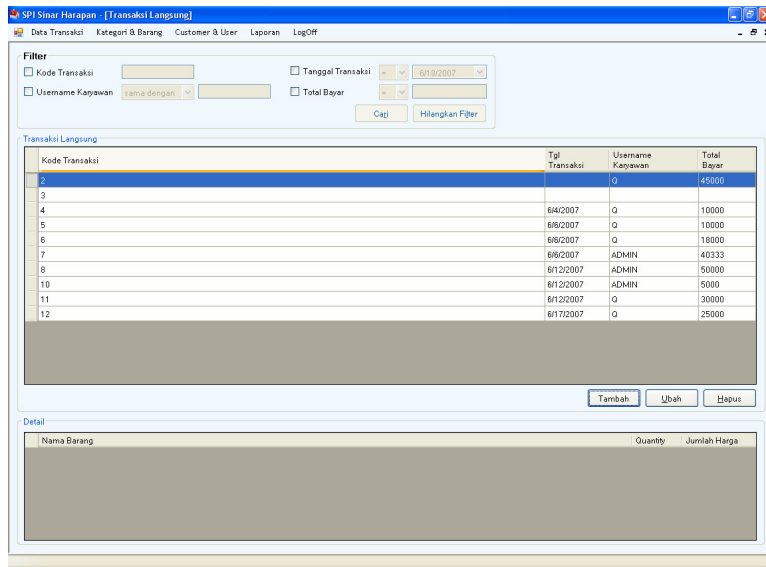 SPI Sinar Harapan - [Transaksi Langsung]
Data Transaksi Kategori & Barang Customer & User Laporan LogOff
Filter
Kode Transaksi Tanggal Transaksi = 6/18/2007
Username Karyawan sama dengan Total Bayar =
Cari Hilangkan Filter
Transaksi Langsung
Kode Transaksi Tgl Transaksi Username Karyawan Total Bayar
2 Q 45000
3
4 6/4/2007 Q 10000
5 6/6/2007 Q 10000
6 6/6/2007 Q 18000
7 6/6/2007 ADMIN 40333
8 6/12/2007 ADMIN 50000
10 6/12/2007 ADMIN 5000
11 6/12/2007 Q 30000
12 6/17/2007 Q 25000
Tambah Ubah Hapus
Detail
Nama Barang Quantity Jumlah Harga